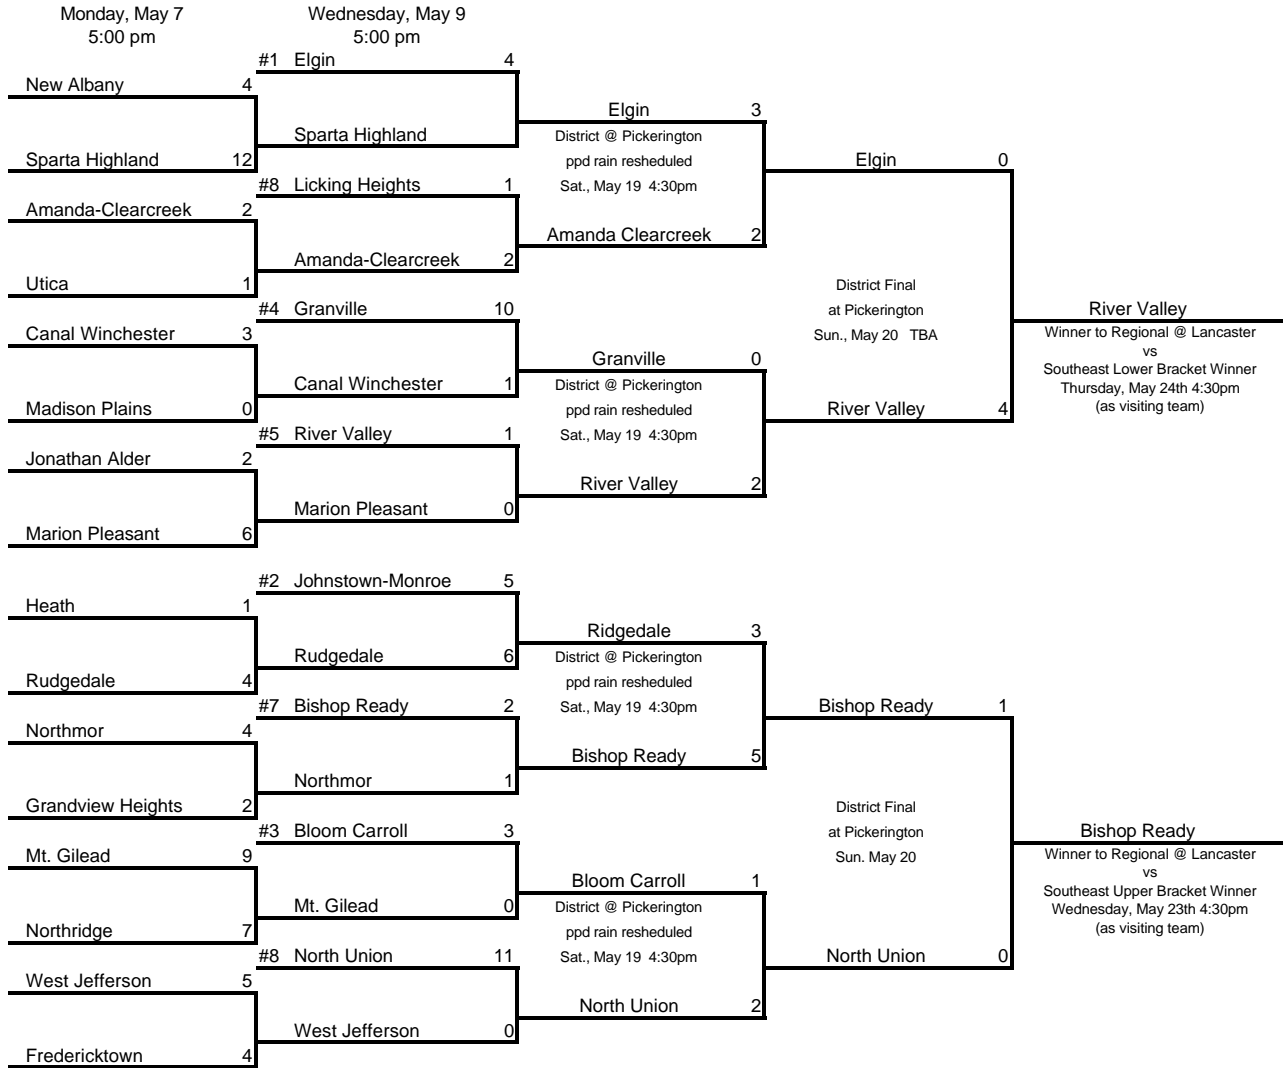 Monday, May 7
5:00 pm
Wednesday, May 9
5:00 pm
#1 Elgin 4
New Albany 4
Elgin 3
Sparta Highland
District @ Pickerington
ppd rain resheduled
Sat., May 19 4:30pm
Sparta Highland 12
Elgin 0
#8 Licking Heights 1
Amanda-Clearcreek 2
Amanda Clearcreek 2
Amanda-Clearcreek 2
Utica 1
District Final
at Pickerington
Sun., May 20 TBA
#4 Granville 10
River Valley
Winner to Regional @ Lancaster
vs
Southeast Lower Bracket Winner
Thursday, May 24th 4:30pm
(as visiting team)
Canal Winchester 3
Granville 0
Canal Winchester 1
District @ Pickerington
ppd rain resheduled
Sat., May 19 4:30pm
Madison Plains 0
River Valley 4
#5 River Valley 1
Jonathan Alder 2
River Valley 2
Marion Pleasant 0
Marion Pleasant 6
#2 Johnstown-Monroe 5
Heath 1
Ridgedale 3
Rudgedale 6
District @ Pickerington
ppd rain resheduled
Sat., May 19 4:30pm
Rudgedale 4
#7 Bishop Ready 2
Bishop Ready 1
Northmor 4
Bishop Ready 5
Northmor 1
Grandview Heights 2
District Final
at Pickerington
Sun. May 20
#3 Bloom Carroll 3
Bishop Ready
Winner to Regional @ Lancaster
vs
Southeast Upper Bracket Winner
Wednesday, May 23th 4:30pm
(as visiting team)
Mt. Gilead 9
Bloom Carroll 1
Mt. Gilead 0
District @ Pickerington
ppd rain resheduled
Sat., May 19 4:30pm
Northridge 7
#8 North Union 11
North Union 0
West Jefferson 5
North Union 2
West Jefferson 0
Fredericktown 4